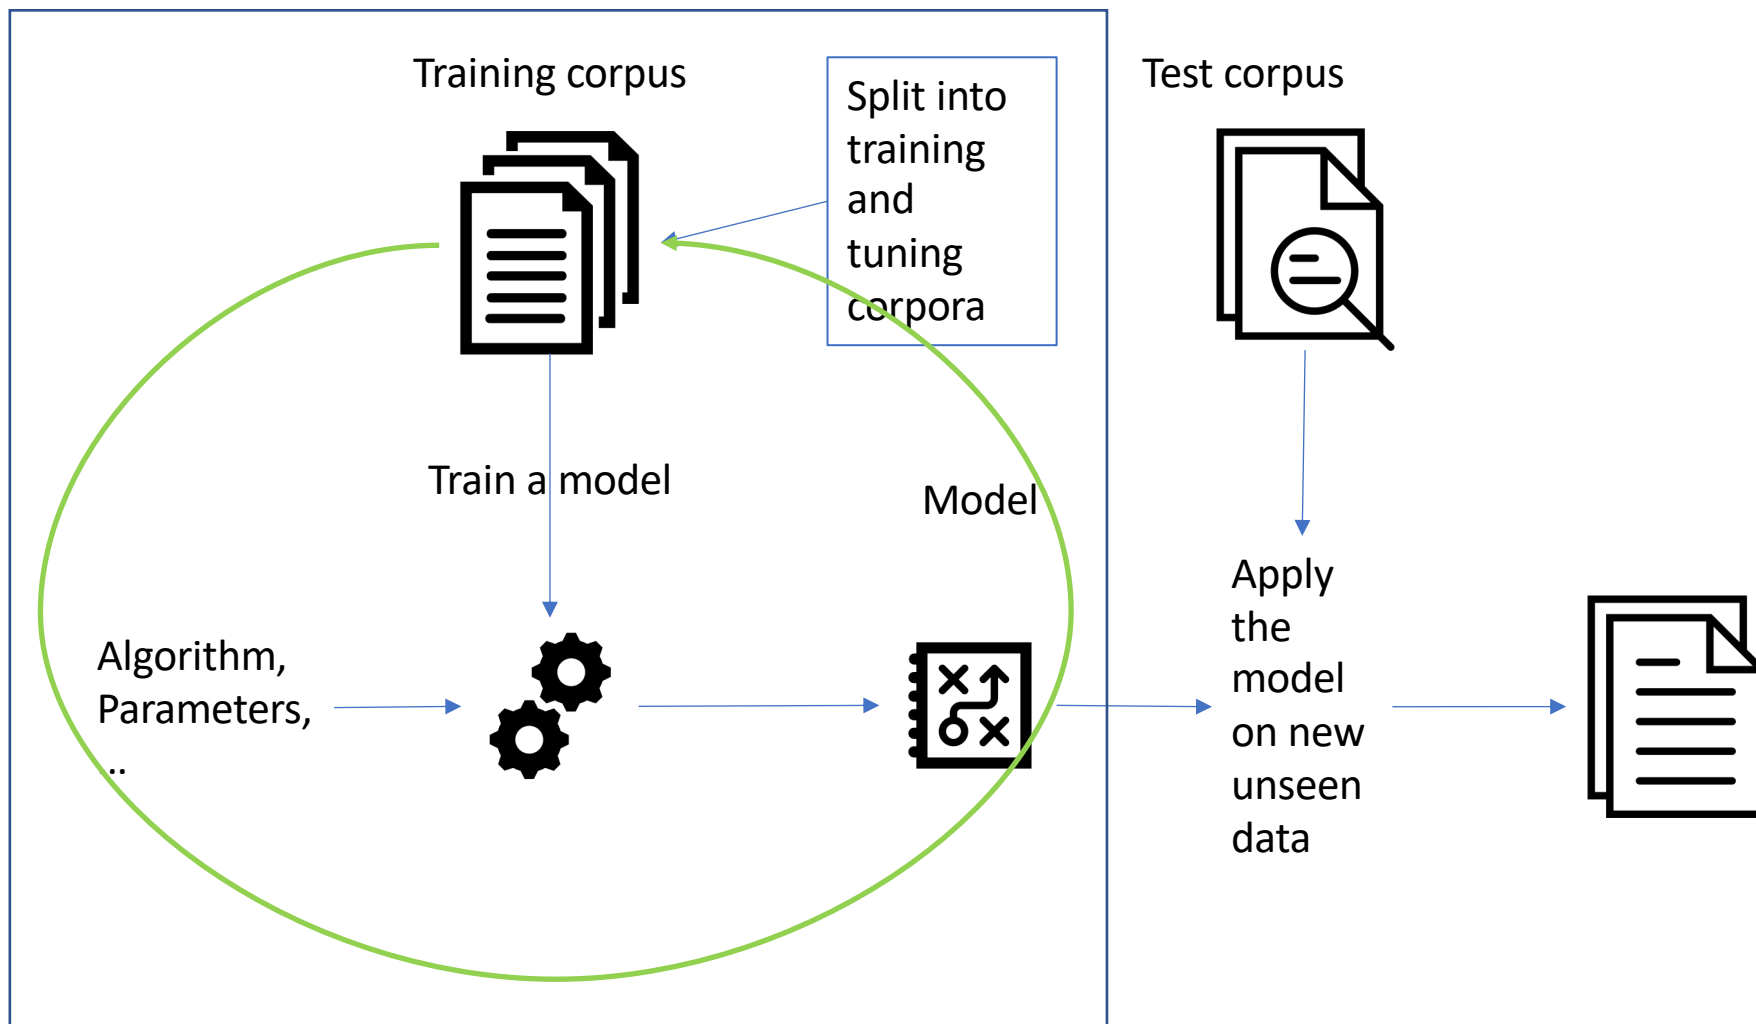 Training corpus
Split into
training
and
tuning
corpora
Test corpus
Train a model
Model
Algorithm,
Parameters,
...
Apply
the
model
on new
unseen
data